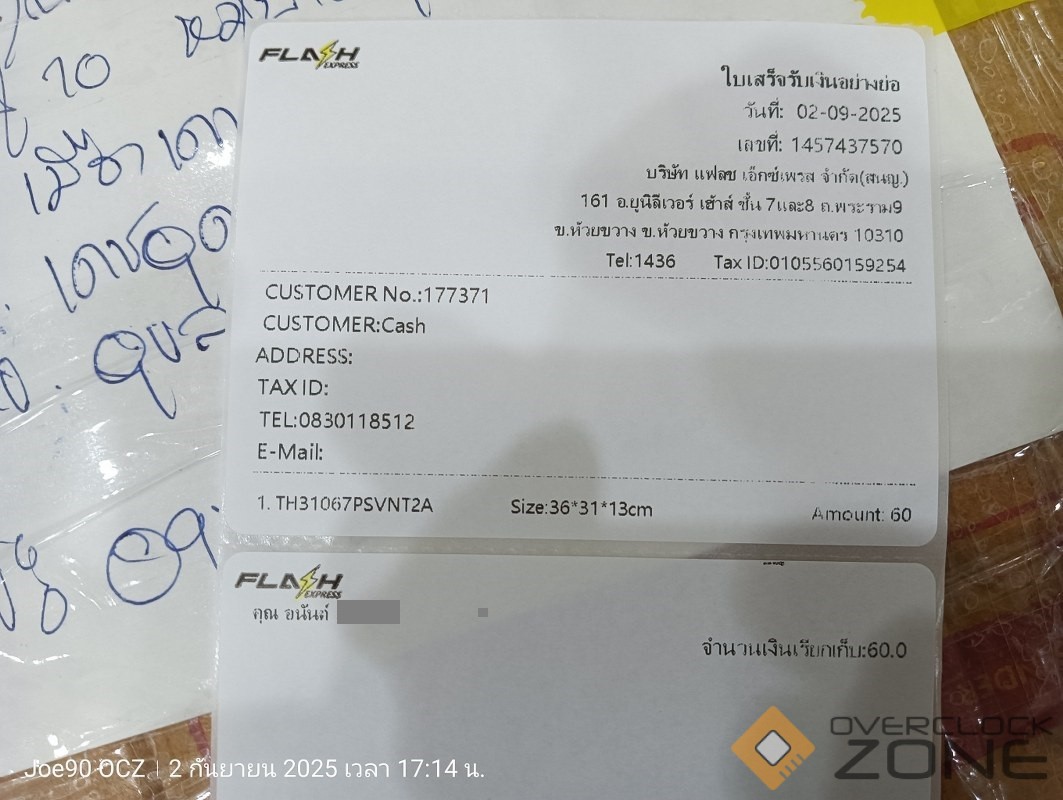 10
FLASH
EXPRESS
ใบเสร็จรับเงินอย่างย่อ
วันที่: 02-09-2025
เลขที่: 1457437570
บริษัท แฟลช เอ็กซ์เพรส จำกัด(สนญ.)
161 อ.ยูนิลีเวอร์ เฮ้าส์ ชั้น 7และ8 ถ.พระราม9
ข.ห้วยขวาง ข.ห้วยขวาง กรุงเทพมหานคร 10310
Tel:1436 Tax ID:0105560159254
CUSTOMER No.:177371
CUSTOMER:Cash
ADDRESS:
TAX ID:
TEL:0830118512
E-Mail:
1. TH31067PSVNT2A Size:36*31*13cm Amount: 60
FLASH
EXPRESS
คุณ อนันต์
จำนวนเงินเรียกเก็บ:60.0
OVERCLOCK
ZONE
Joe90 OCZ | 2 กันยายน 2025 เวลา 17:14 น.